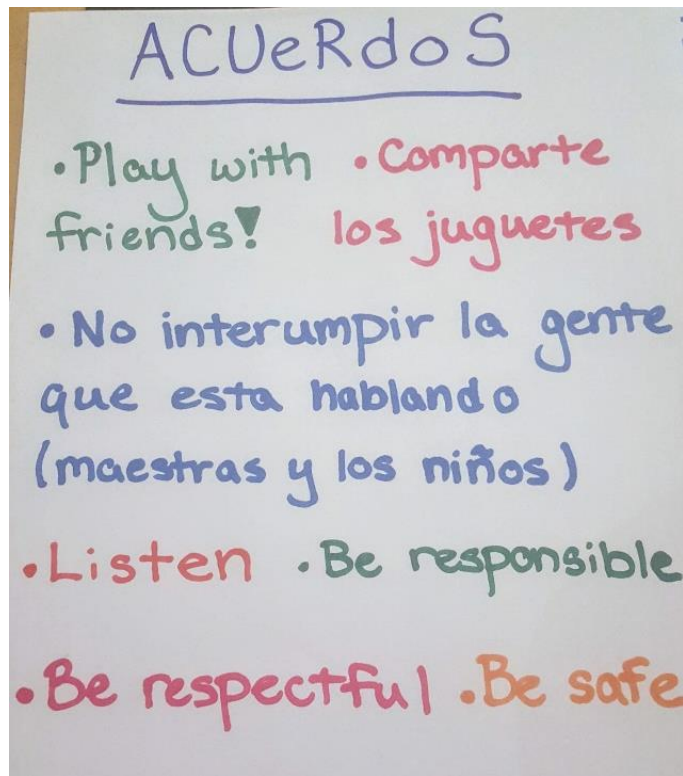 ACUeRdoS
•Play with •Comparte
friends! los juguetes
•No interumpir la gente
que esta hablando
(maestras y los niños)
•Listen •Be responsible
•Be respectful •Be safe